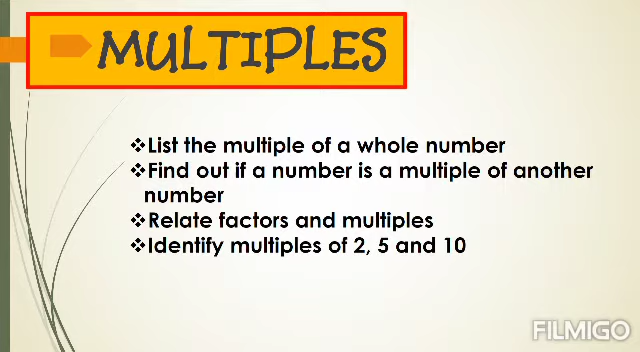 MULTIPLES
❖List the multiple of a whole number
❖Find out if a number is a multiple of another
number
❖Relate factors and multiples
❖Identify multiples of 2, 5 and 10
FILMIGO